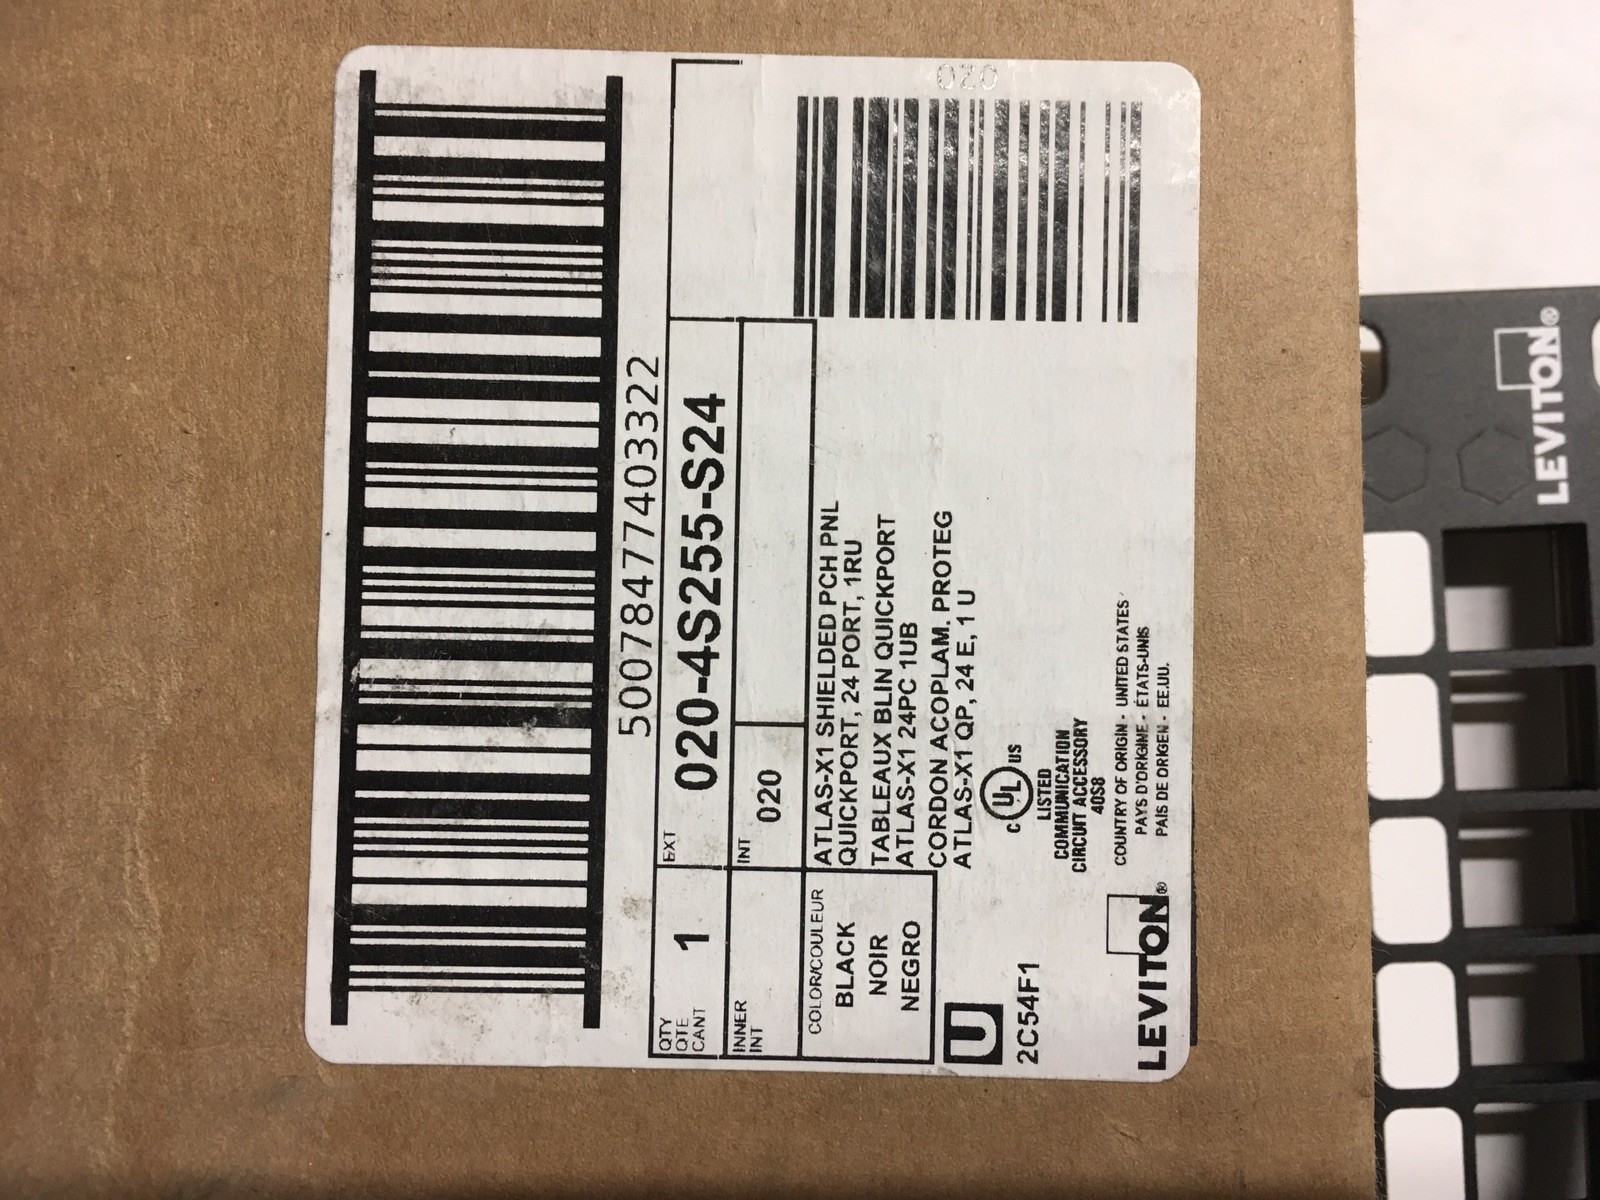 50078477403322
QTY
QTE
CANT
1
EXT
020-4S255-S24
INNER
INT
INT
020
COLOR/COULEUR
BLACK
NOIR
NEGRO
ATLAS-X1 SHIELDED PCH PNL
QUICKPORT, 24 PORT, 1RU
TABLEAUX BLIN QUICKPORT
ATLAS-X1 24PC 1UB
CORDON ACOPLAM. PROTEG
ATLAS-X1 QP, 24 E, 1 U
U
2C54F1
C UL US
LISTED
COMMUNICATION
CIRCUIT ACCESSORY
40S8
COUNTRY OF ORIGIN - UNITED STATES
PAYS D'ORIGINE - ÉTATS-UNIS
PAIS DE ORIGEN - EE.UU.
LEVITON®
020
LEVITON®